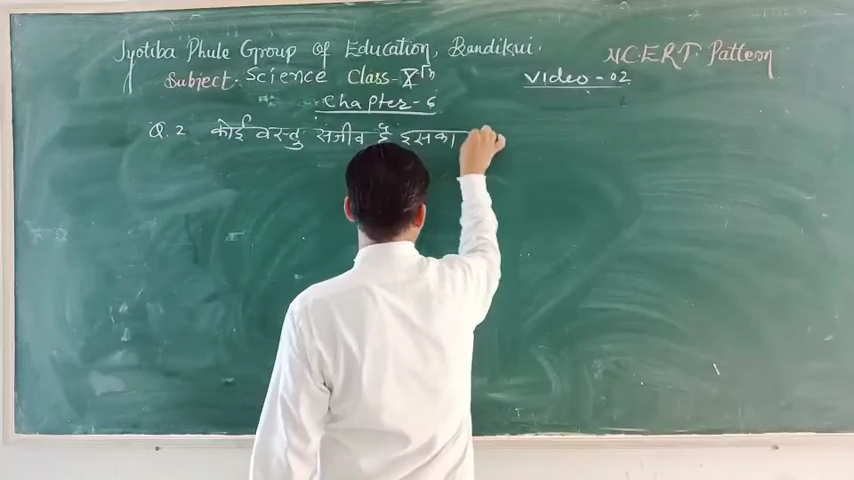 Jyotiba Phule Group of Education, Bandikui.
N.C.E.R.T. Pattern
Subject- Science Class- Xth
Video - 02
Chapter - 6
Q. 2 कोई वस्तु सजीव है इसका